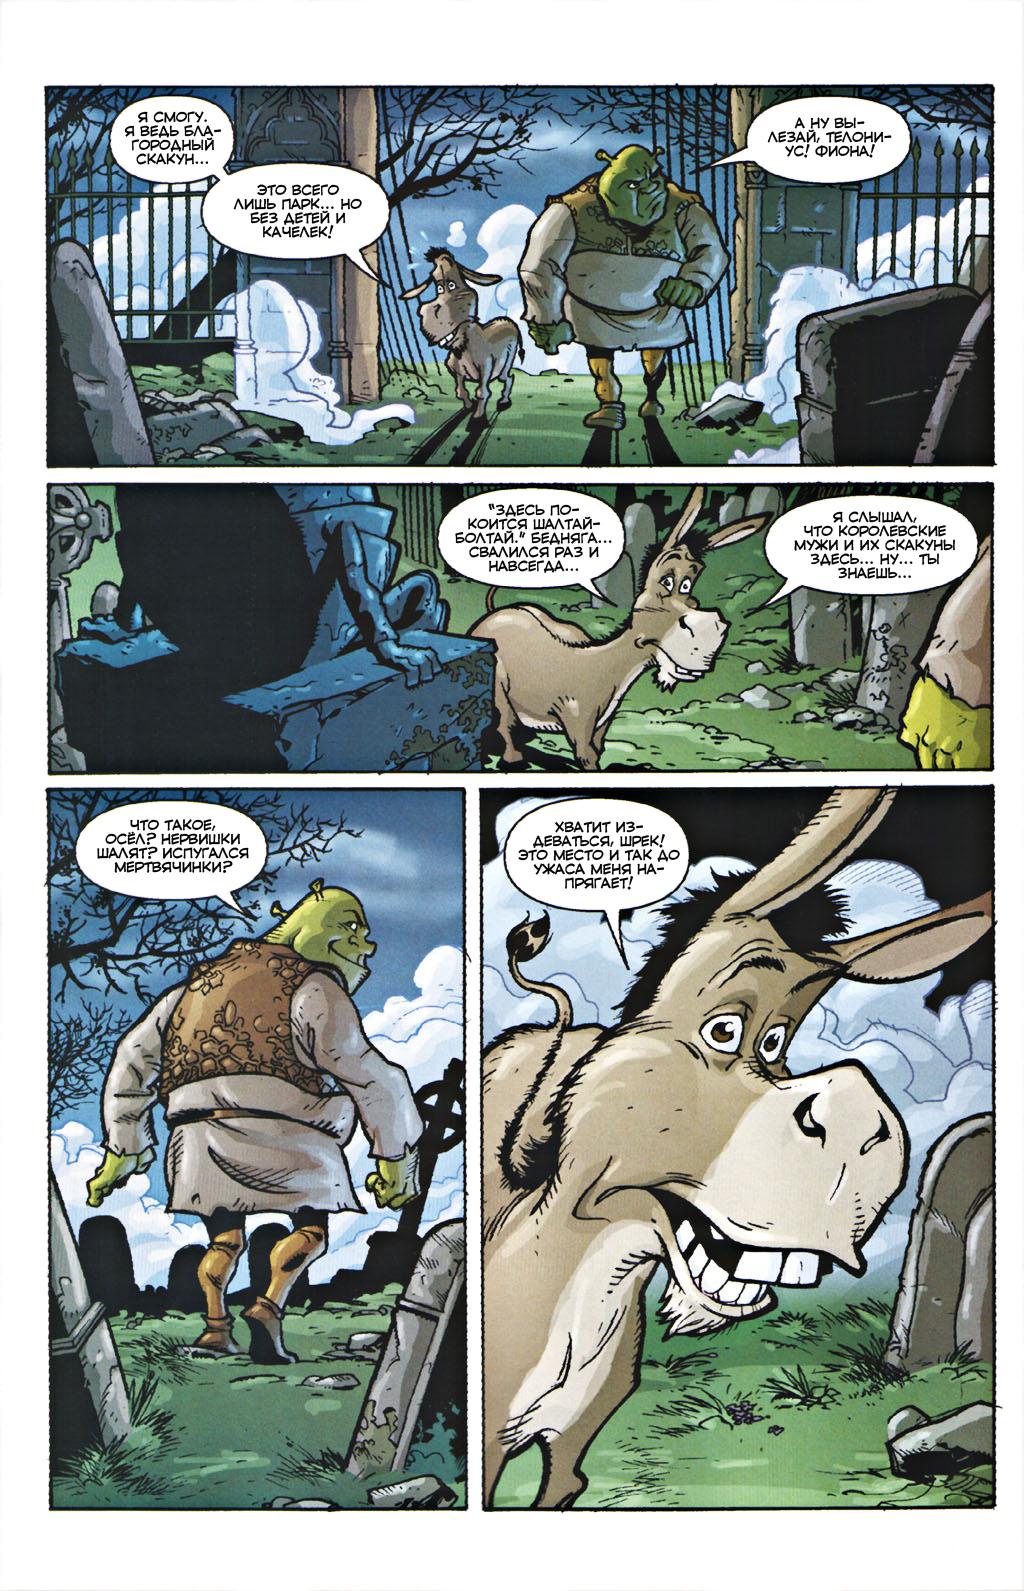 Я СМОГУ.
Я ВЕДЬ БЛА-
ГОРОДНЫЙ
СКАКУН...
ЭТО ВСЕГО
ЛИШЬ ПАРК... НО
БЕЗ ДЕТЕЙ И
КАЧЕЛЕК!
А НУ ВЫ-
ЛЕЗАЙ, ТЕЛОНИ-
УС! ФИОНА!
"ЗДЕСЬ ПО-
КОИТСЯ ШАЛТАЙ-
БОЛТАЙ." БЕДНЯГА...
СВАЛИЛСЯ РАЗ И
НАВСЕГДА...
Я СЛЫШАЛ,
ЧТО КОРОЛЕВСКИЕ
МУЖИ И ИХ СКАКУНЫ
ЗДЕСЬ... НУ... ТЫ
ЗНАЕШЬ...
ЧТО ТАКОЕ,
ОСЁЛ? НЕРВИШКИ
ШАЛЯТ? ИСПУГАЛСЯ
МЕРТВЯЧИНКИ?
ХВАТИТ ИЗ-
ДЕВАТЬСЯ, ШРЕК!
ЭТО МЕСТО И ТАК ДО
УЖАСА МЕНЯ НА-
ПРЯГАЕТ!